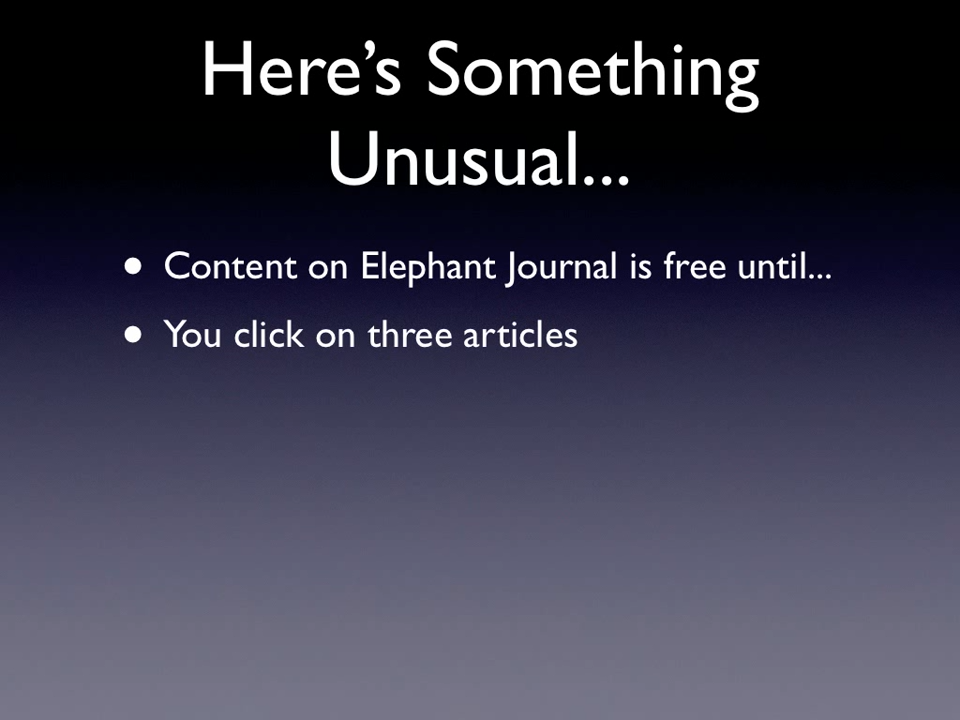 Here’s Something
Unusual...
• Content on Elephant Journal is free until...
• You click on three articles